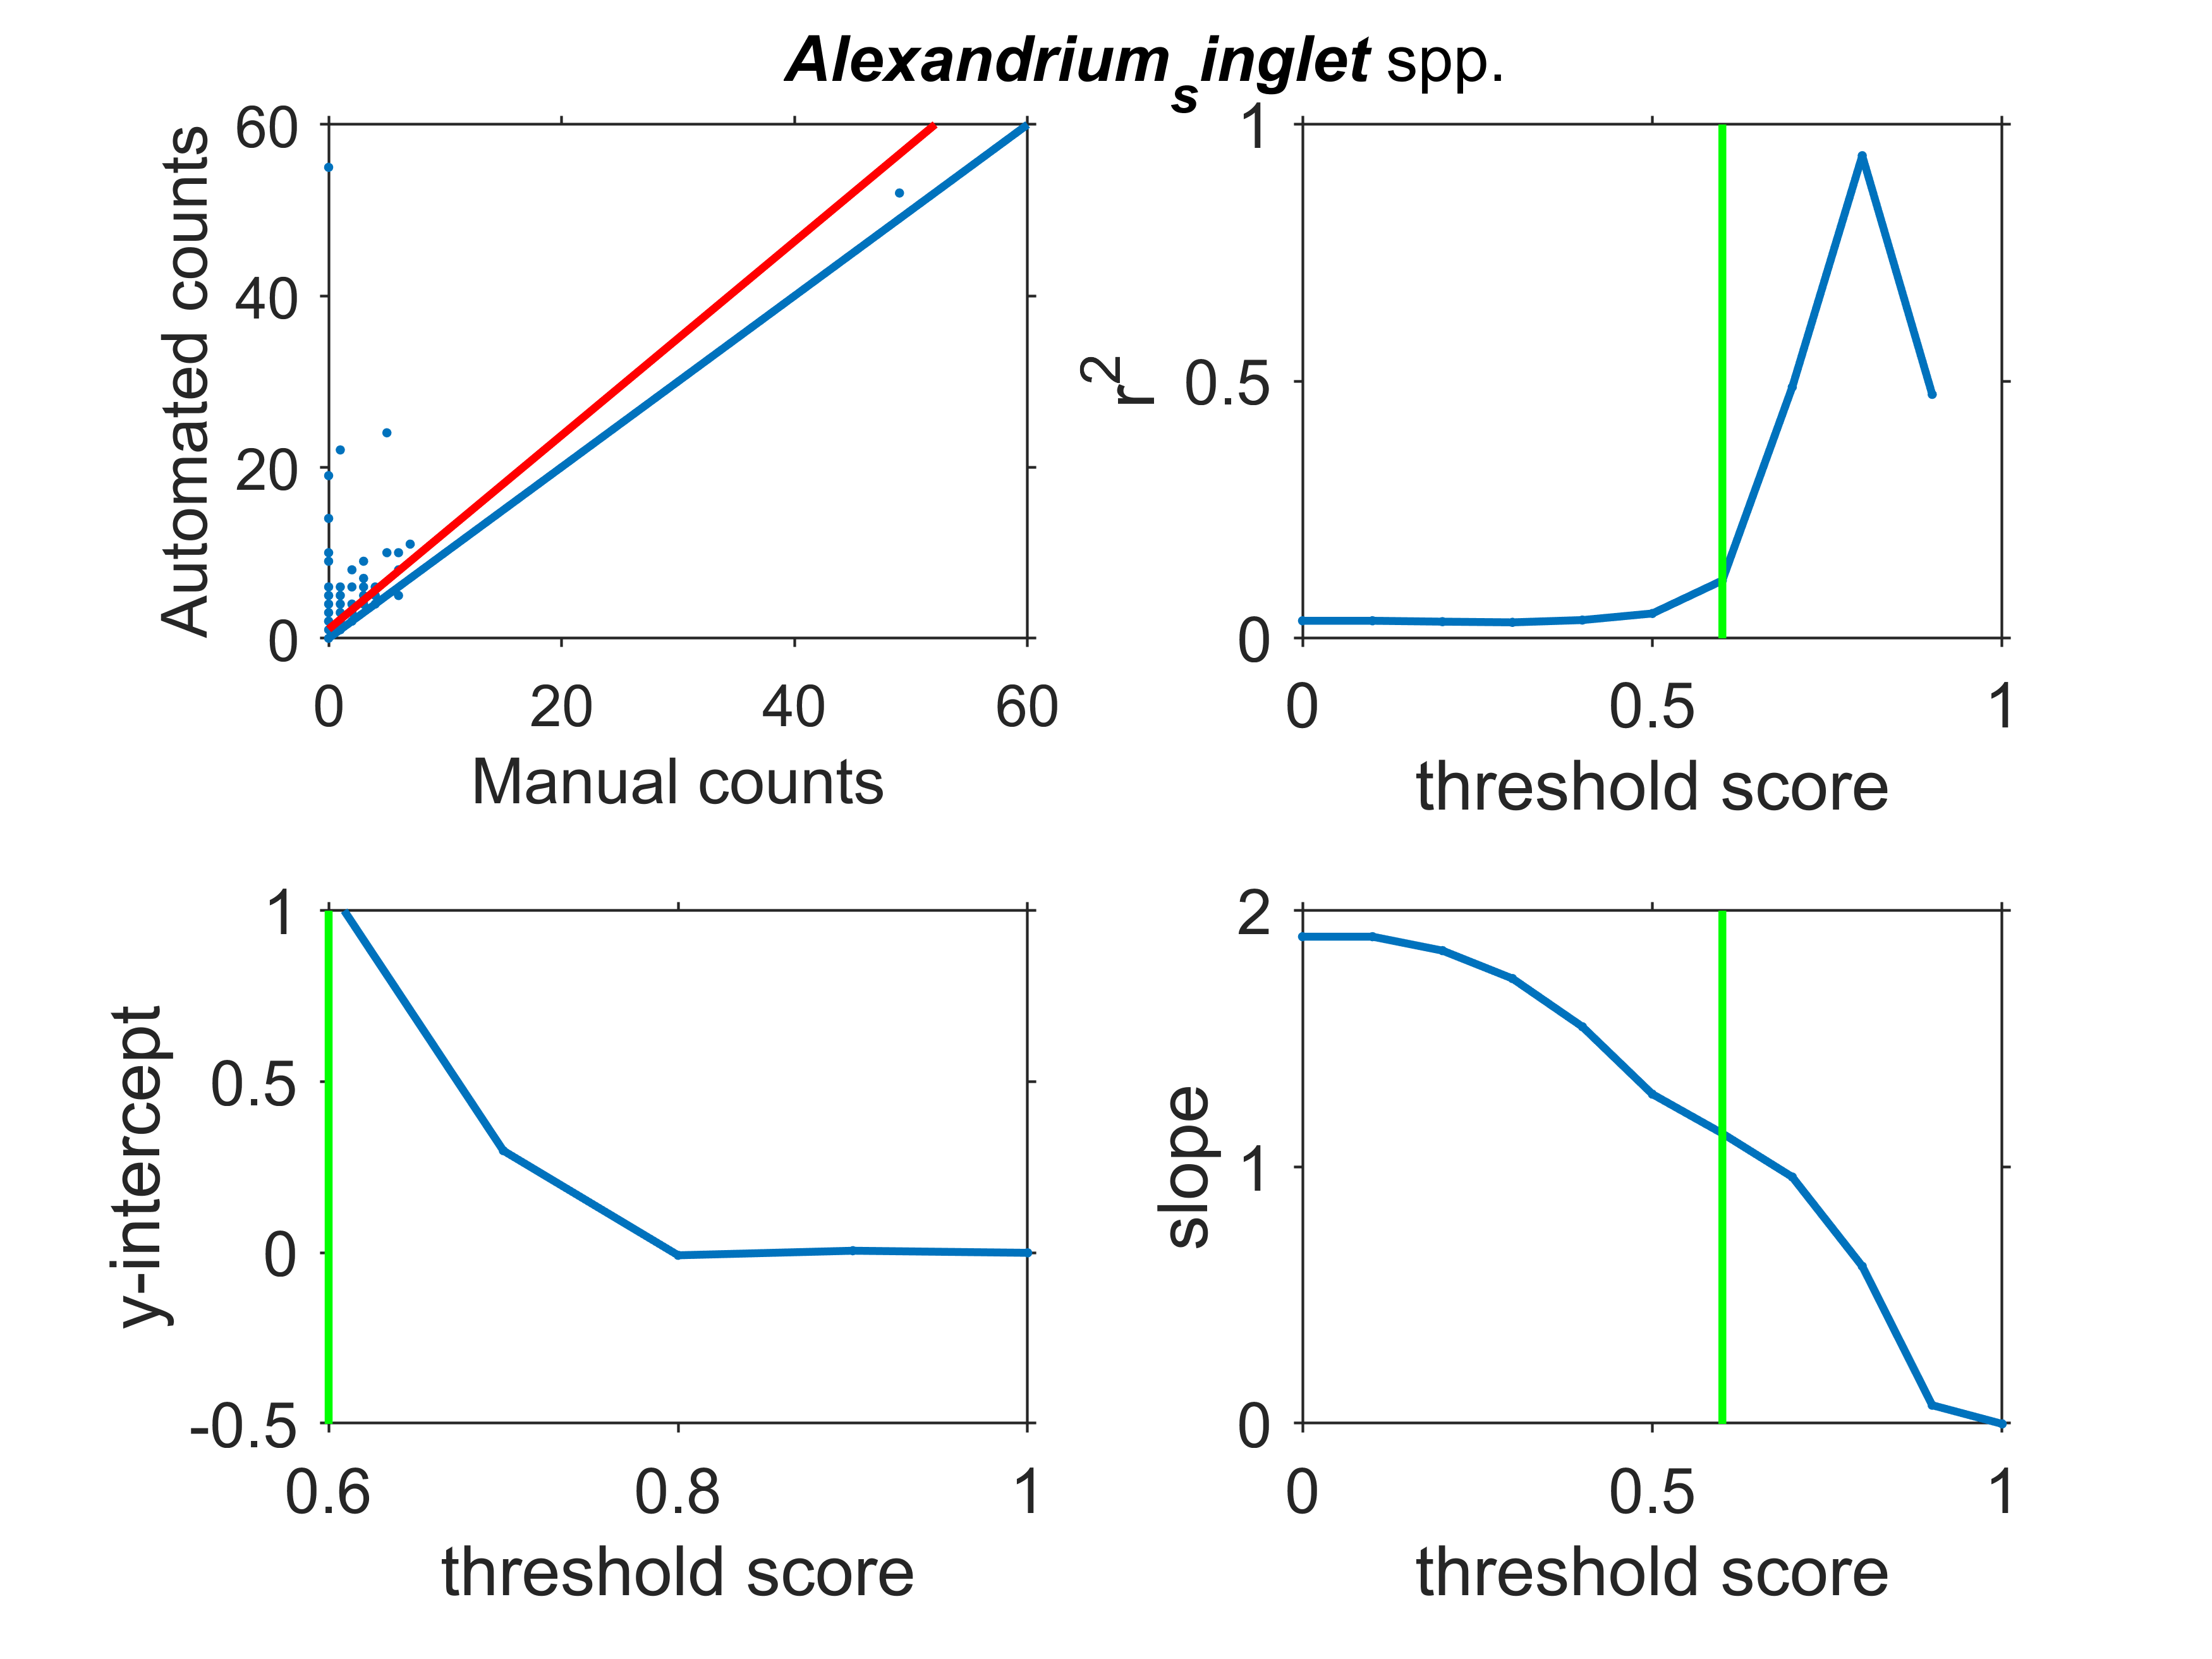 Alexandrium_singlet spp.
60
40
20
0
Automated counts
0 20 40 60
Manual counts
1
0.5
0
r²
0 0.5 1
threshold score
1
0.5
0
-0.5
y-intercept
0.6 0.8 1
threshold score
2
1
0
slope
0 0.5 1
threshold score